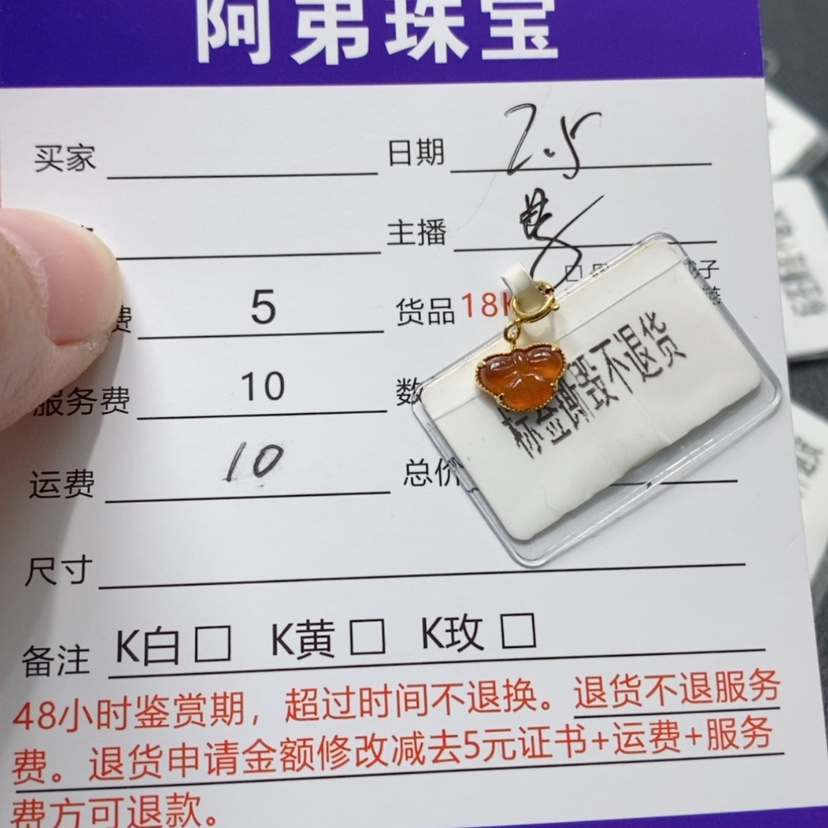 阿弟珠宝
买家 日期 2.5
主播
费 5 货品 18K
服务费 10 数
标签撕毁不退货
运费 10 总价
尺寸
备注 K白□ K黄□ K玫□
48小时鉴赏期，超过时间不退换。退货不退服务
费。退货申请金额修改减去5元证书+运费+服务
费方可退款。